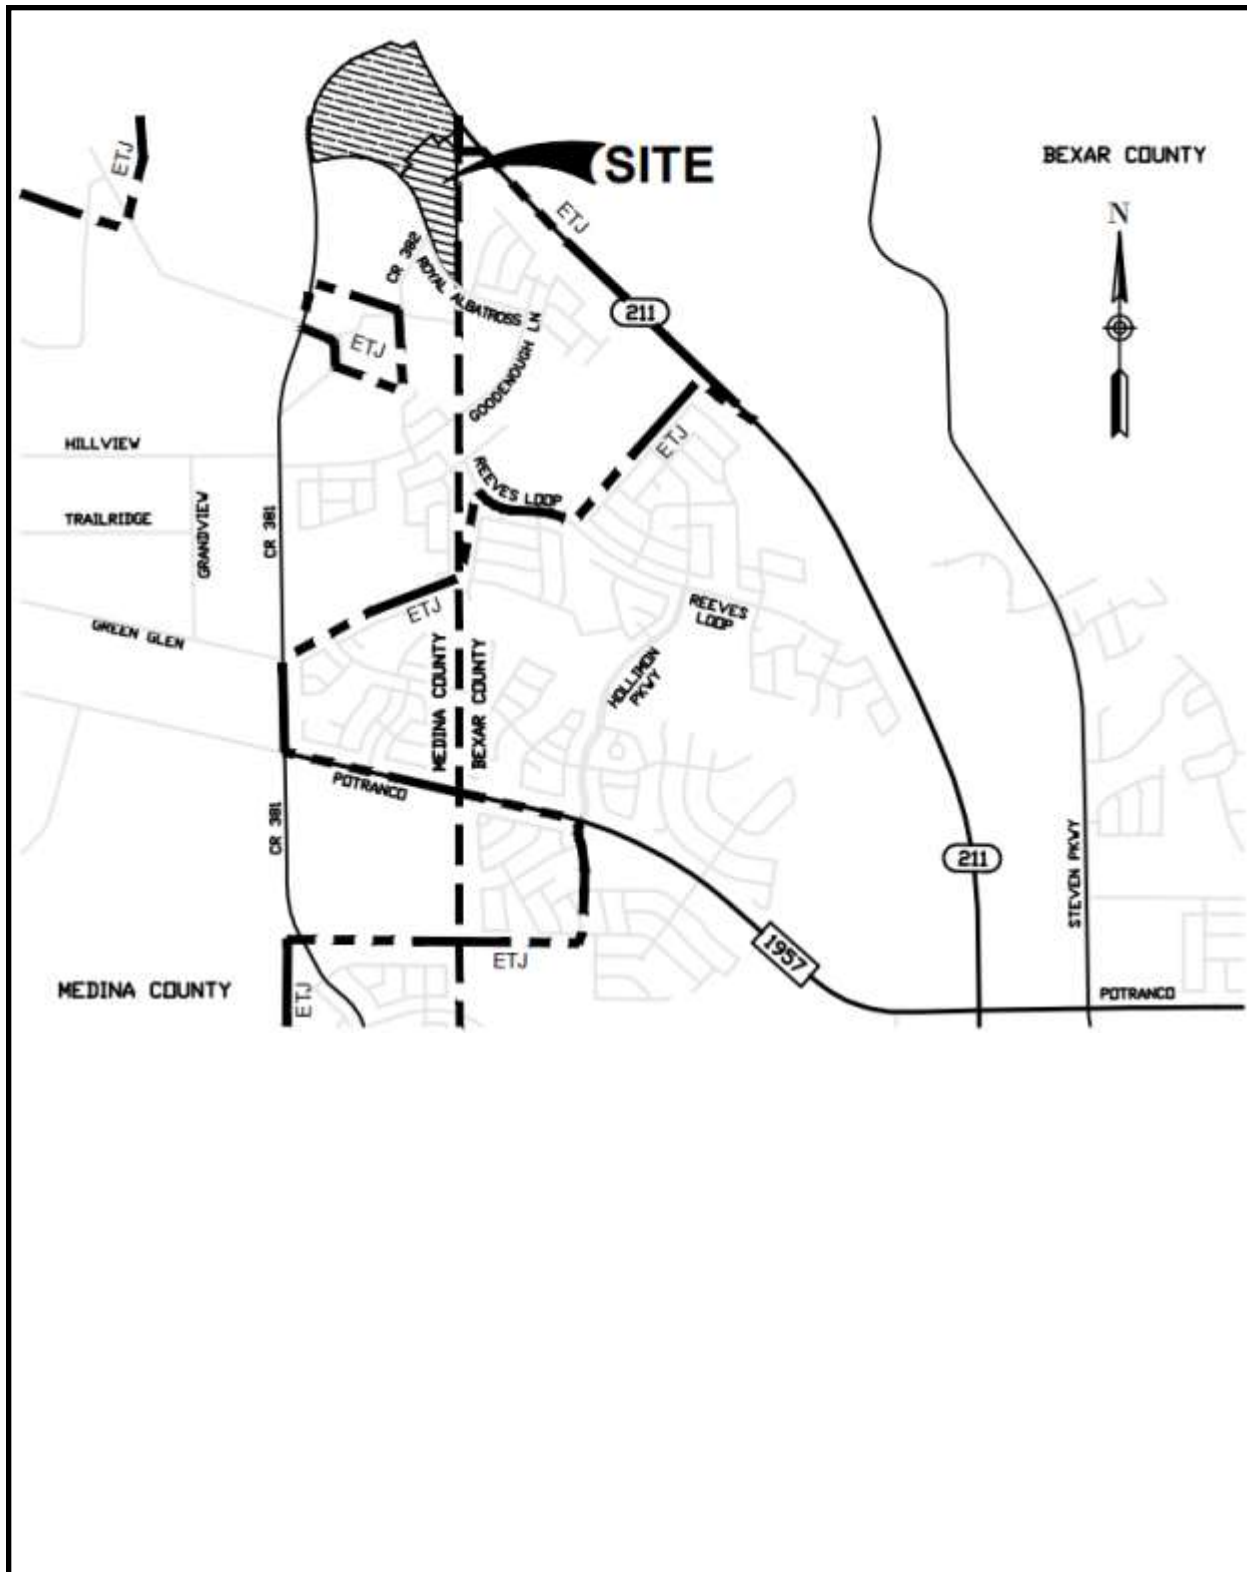 SITE
BEXAR COUNTY
N
ETJ
ETJ
CR 382
ROYAL ALBATROSS
211
GOODENOUGH LN
ETJ
HILLVIEW
ETJ
REEVES LOOP
TRAILRIDGE
GRANDVIEW
CR 381
ETJ
REEVES
LOOP
GREEN GLEN
HOLLIMON
PKWY
MEDINA COUNTY
BEXAR COUNTY
POTRANCO
CR 381
211
STEVEN PKWY
1957
ETJ
MEDINA COUNTY
ETJ
POTRANCO